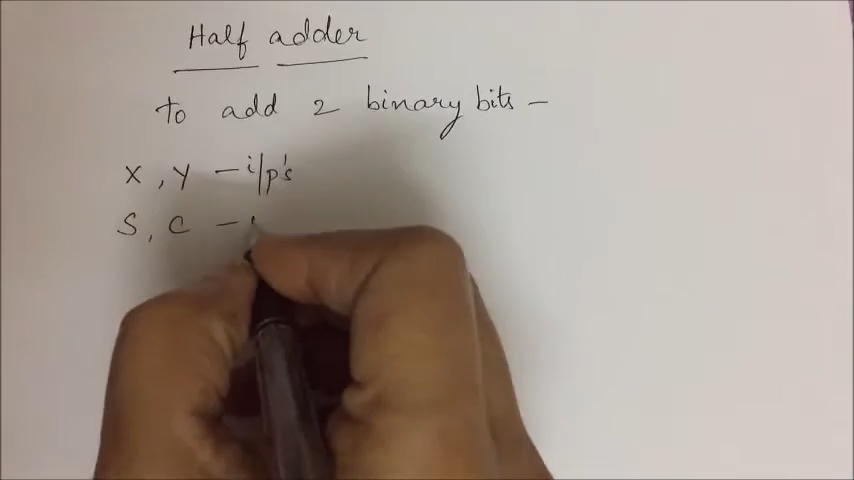 Half adder
To add 2 binary bits -
X, Y - i/p's
S, C -